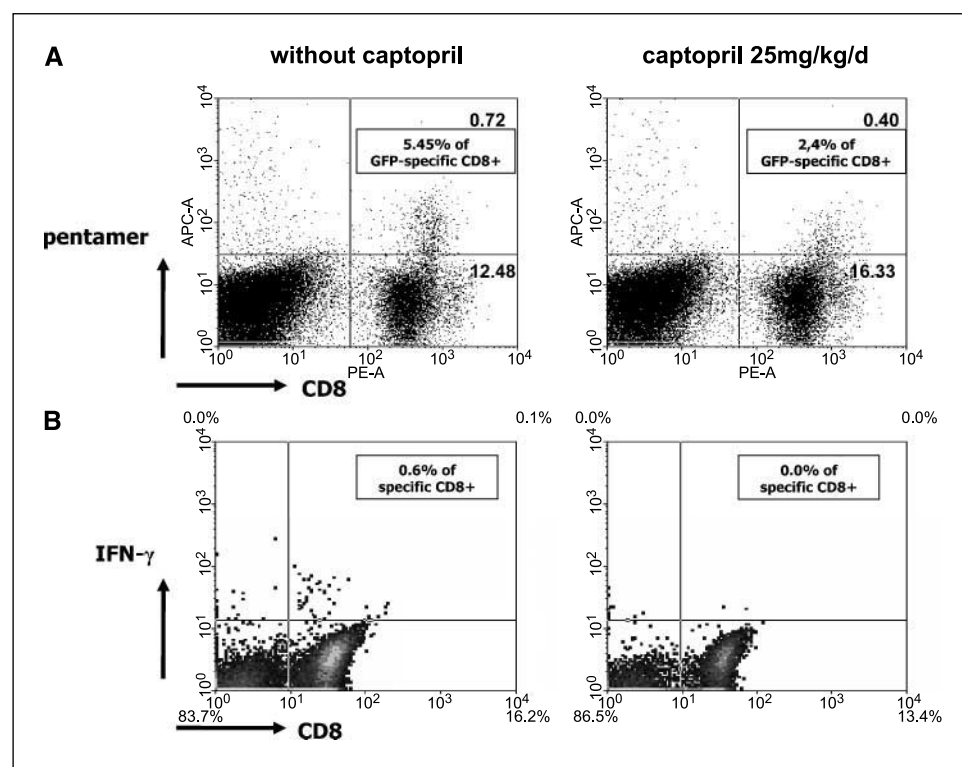 A
without captopril
captopril 25mg/kg/d
10^4
10^3
10^2
10^1
10^0
APC-A
pentamer
0.72
5.45% of
GFP-specific CD8+
12.48
10^0 10^1 10^2 10^3 10^4
PE-A
CD8
10^4
10^3
10^2
10^1
10^0
APC-A
0.40
2,4% of
GFP-specific CD8+
16.33
10^0 10^1 10^2 10^3 10^4
PE-A
B
0.0% 0.1%
10^4
10^3
10^2
10^1
10^0
IFN-γ
0.6% of
specific CD8+
10^0 10^1 10^2 10^3 10^4
83.7% 16.2%
CD8
0.0% 0.0%
10^4
10^3
10^2
10^1
10^0
0.0% of
specific CD8+
10^0 10^1 10^2 10^3 10^4
86.5% 13.4%